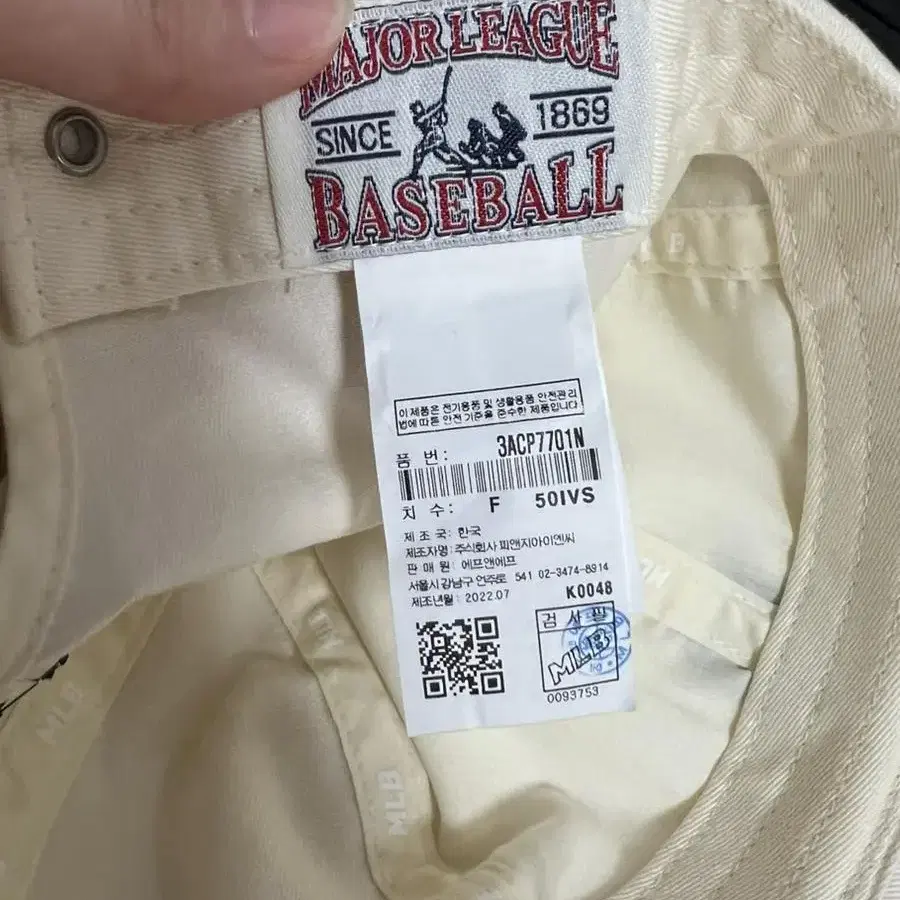 MAJOR LEAGUE
SINCE 1869
BASEBALL
이 제품은 전기용품 및 생활용품 안전관리
법에 따른 안전기준을 준수한 제품입니다
품 번: 3ACP7701N
치 수: F 50IVS
제 조 국: 한국
제조자명: 주식회사 피앤지아이엔씨
판 매 원: 에프앤에프
서울시 강남구 언주로 541 02-3474-8914
제조년월: 2022.07 K0048
검 사 필
MLB
0093753
MLB
MLB